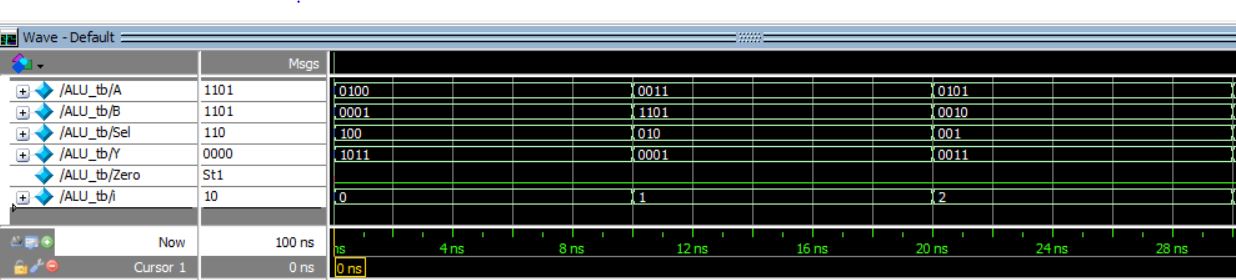 Wave - Default
Msgs
/ALU_tb/A 1101 0100 0011 0101
/ALU_tb/B 1101 0001 1101 0010
/ALU_tb/Sel 110 100 010 001
/ALU_tb/Y 0000 1011 0001 0011
/ALU_tb/Zero St1
/ALU_tb/i 10 0 1 2
Now 100 ns ns 4 ns 8 ns 12 ns 16 ns 20 ns 24 ns 28 ns
Cursor 1 0 ns 0 ns